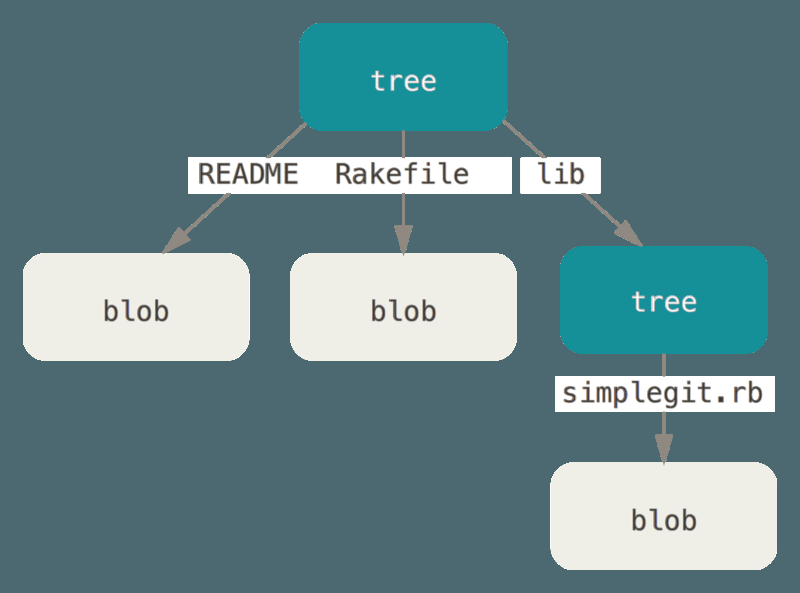 tree
README Rakefile lib
blob blob tree
simplegit.rb
blob